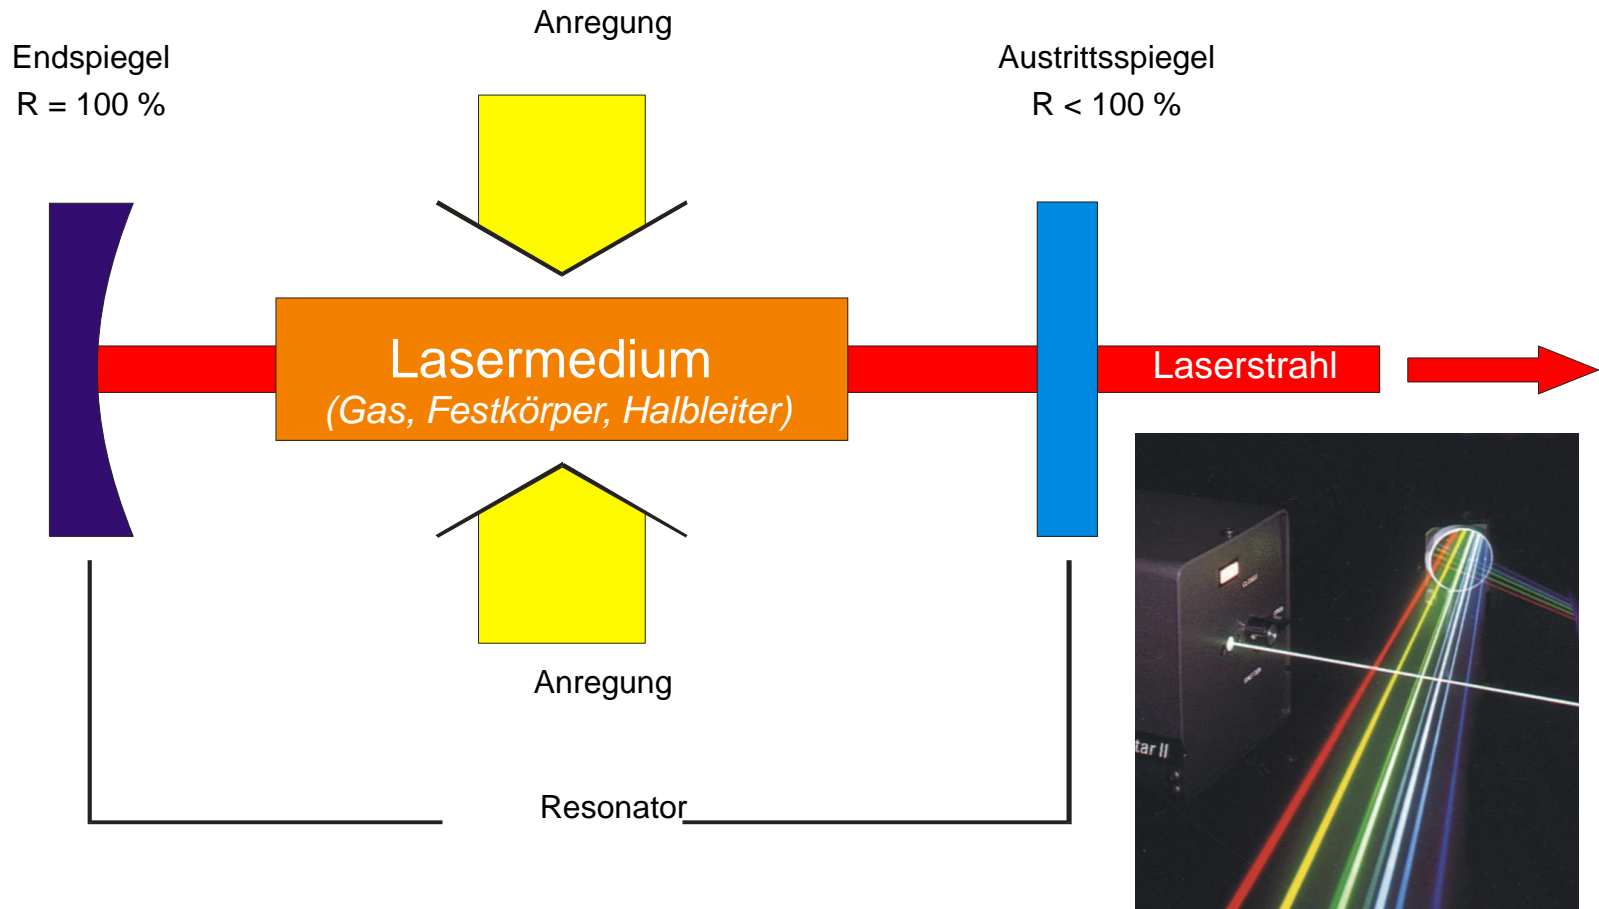 Anregung
Endspiegel
R = 100 %
Austrittsspiegel
R < 100 %
Lasermedium
(Gas, Festkörper, Halbleiter)
Laserstrahl
Anregung
Resonator
tar II